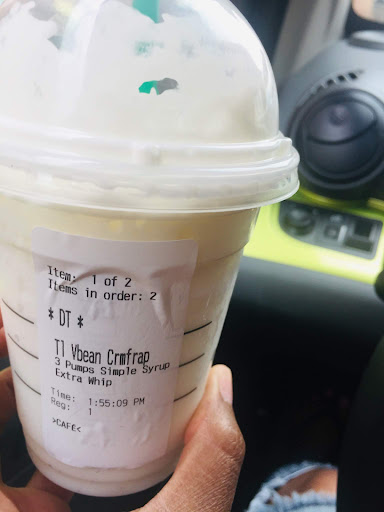 Item: 1 of 2
Items in order: 2
* DT *
Tl Vbean Crmfrap
3 Pumps Simple Syrup
Extra Whip
Time: 1:55:09 PM
Reg: 1
>CAFÉ<